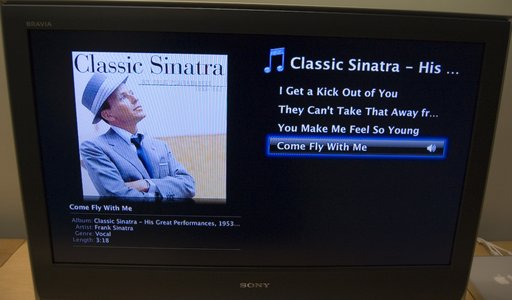 BRAVIA
Classic Sinatra
Classic Sinatra – His ...
I Get a Kick Out of You
They Can't Take That Away fr...
You Make Me Feel So Young
Come Fly With Me
Come Fly With Me
Album: Classic Sinatra – His Great Performances, 1953...
Artist: Frank Sinatra
Genre: Vocal
Length: 3:18
SONY